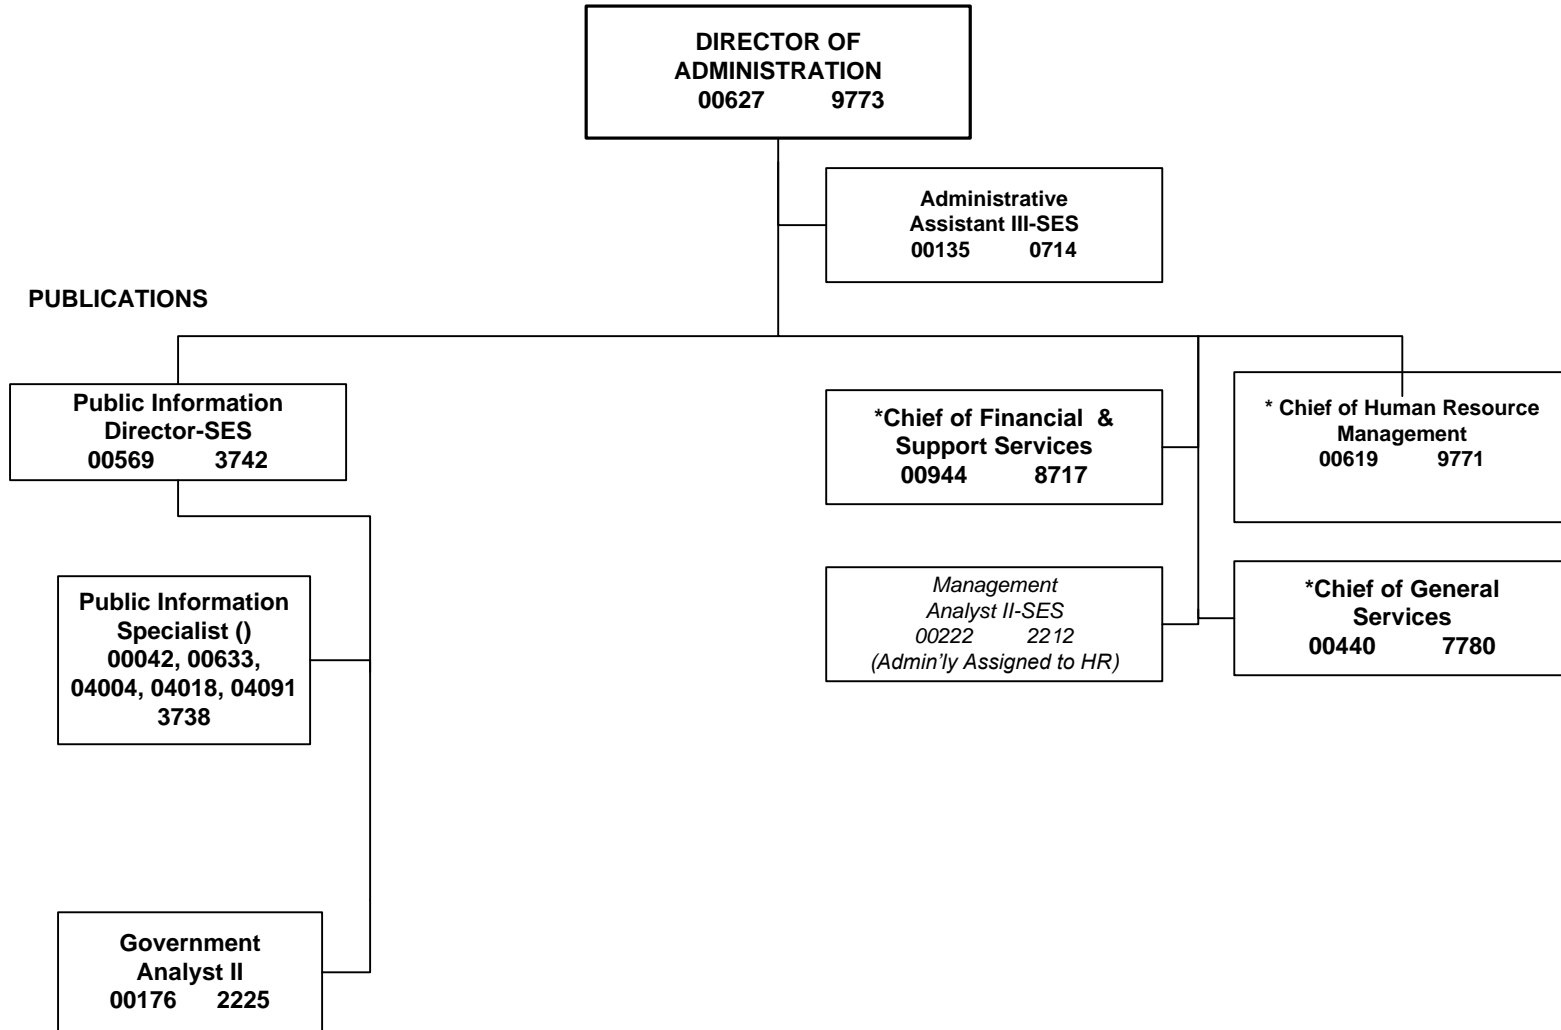 DIRECTOR OF
ADMINISTRATION
00627 9773
Administrative
Assistant III-SES
00135 0714
PUBLICATIONS
Public Information
Director-SES
00569 3742
*Chief of Financial &
Support Services
00944 8717
* Chief of Human Resource
Management
00619 9771
Public Information
Specialist ()
00042, 00633,
04004, 04018, 04091
3738
Management
Analyst II-SES
00222 2212
(Admin'ly Assigned to HR)
*Chief of General
Services
00440 7780
Government
Analyst II
00176 2225